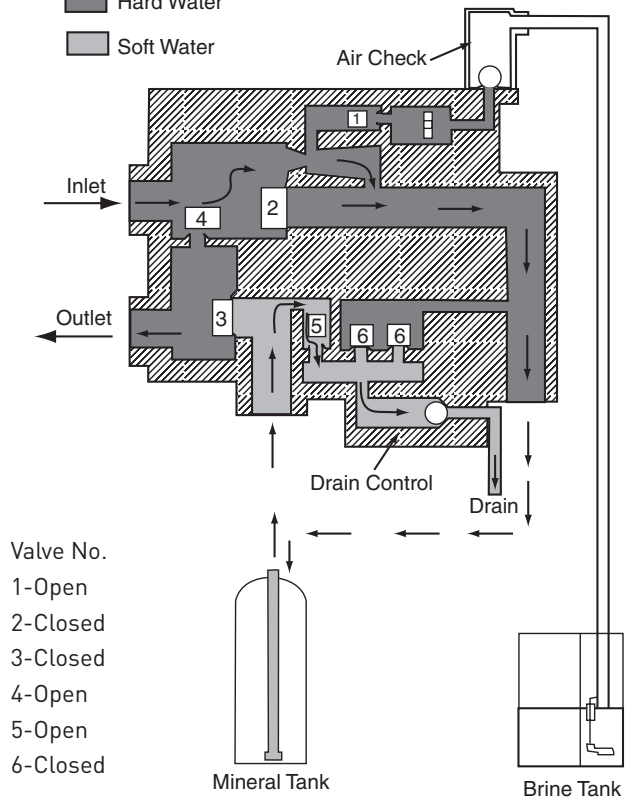 Hard Water
Soft Water
Air Check
1
Inlet
2
4
Outlet
3
5
6 6
Drain Control
Drain
Valve No.
1-Open
2-Closed
3-Closed
4-Open
5-Open
6-Closed
Mineral Tank
Brine Tank